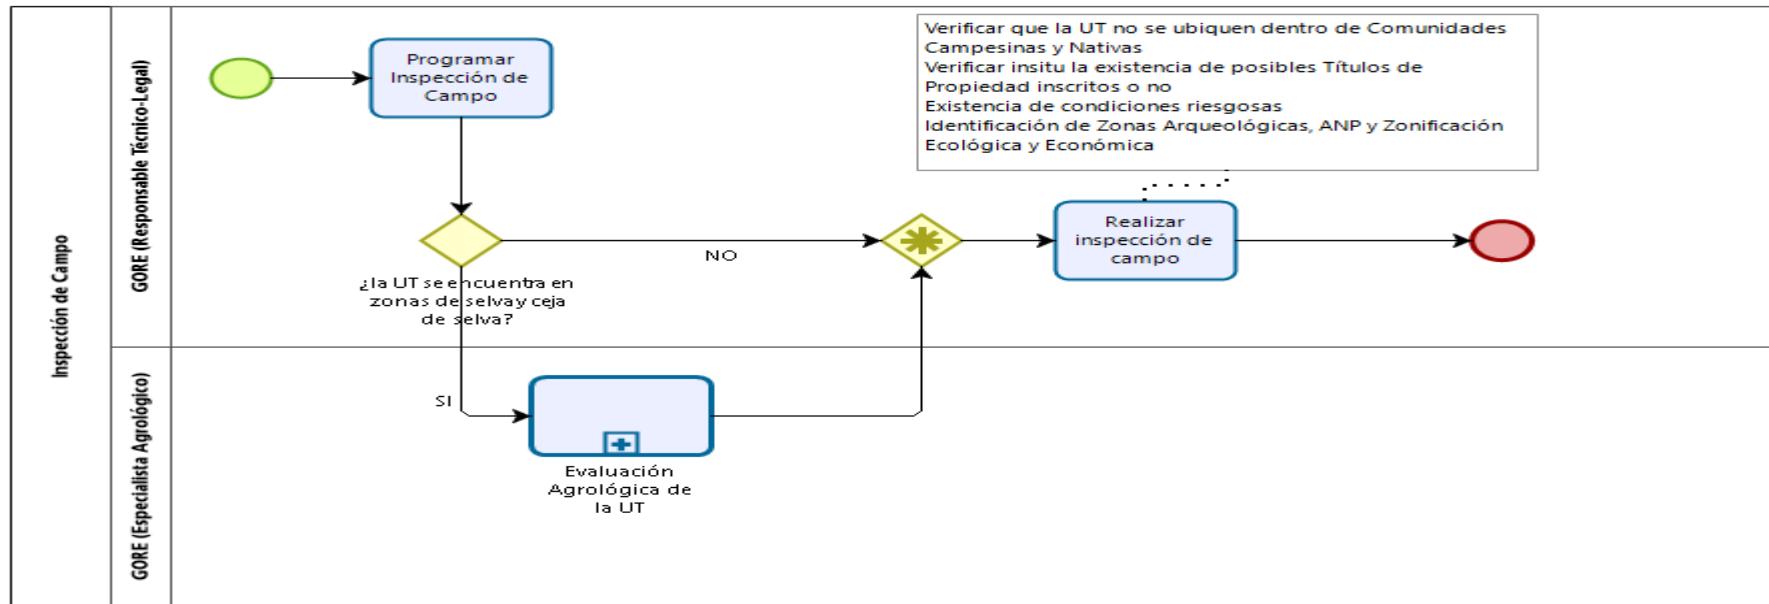 Inspección de Campo
GORE (Responsable Técnico-Legal)
GORE (Especialista Agrológico)
Programar
Inspección de
Campo
¿la UT se encuentra en
zonas de selva y ceja
de selva?
NO
SI
Evaluación
Agrológica de
la UT
Verificar que la UT no se ubiquen dentro de Comunidades
Campesinas y Nativas
Verificar insitu la existencia de posibles Títulos de
Propiedad inscritos o no
Existencia de condiciones riesgosas
Identificación de Zonas Arqueológicas, ANP y Zonificación
Ecológica y Económica
Realizar
inspección de
campo